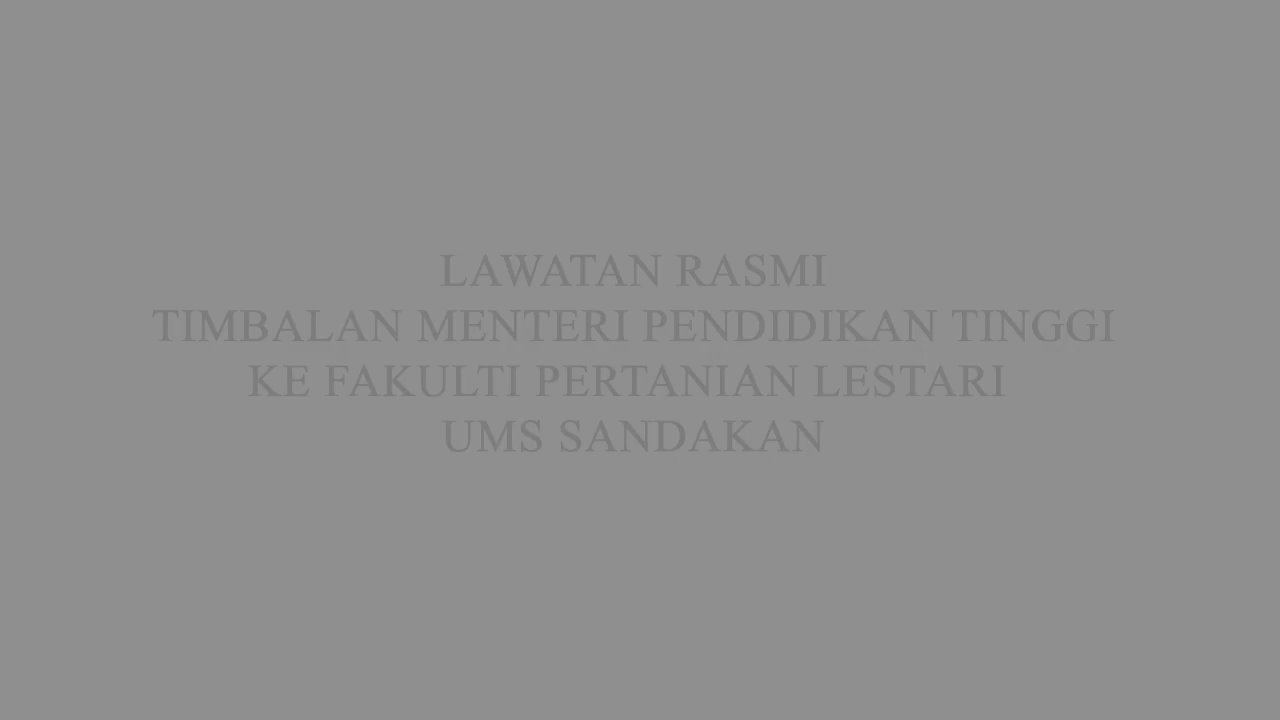 LAWATAN RASMI
TIMBALAN MENTERI PENDIDIKAN TINGGI
KE FAKULTI PERTANIAN LESTARI
UMS SANDAKAN